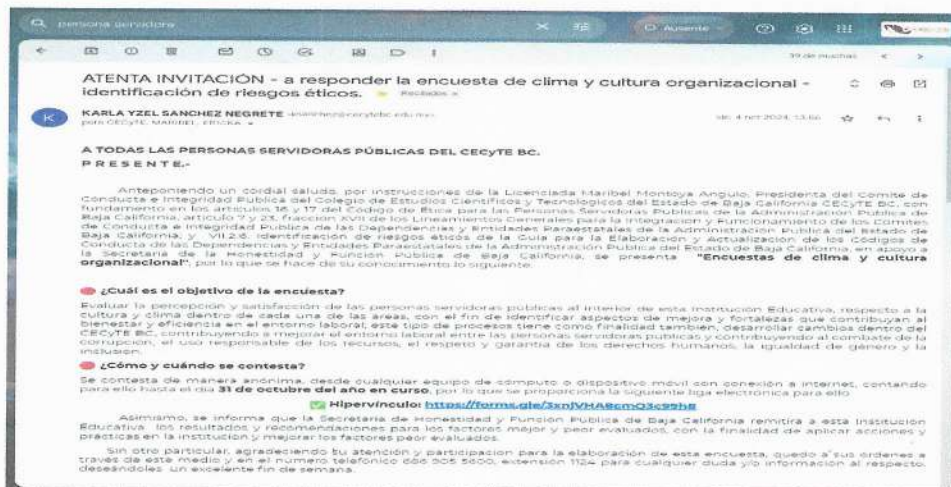 persona servidora
Ausente
39 de muchas
ATENTA INVITACIÓN - a responder la encuesta de clima y cultura organizacional -
identificación de riesgos éticos. Recibidos x
K
KARLA YZEL SANCHEZ NEGRETE
para CECyTE, MARIBEL, ERICKA
A TODAS LAS PERSONAS SERVIDORAS PÚBLICAS DEL CECyTE BC.
P R E S E N T E.-
Anteponiendo un cordial saludo, por instrucciones de la Licenciada Maribel Montoya Angulo, Presidenta del Comité de
Conducta e Integridad Pública del Colegio de Estudios Científicos y Tecnológicos del Estado de Baja California CECyTE BC, con
fundamento en los artículos 16 y 17 del Código de Ética para las Personas Servidoras Públicas de la Administración Pública de
Baja California, artículo 7 y 23, fracción XVII de los Lineamientos Generales para la Integración y Funcionamiento de los Comités
de Conducta e Integridad Pública de las Dependencias y Entidades Paraestatales de la Administración Pública del Estado de
Baja California, y VII.2.6. Identificación de riesgos éticos de la Guía para la Elaboración y Actualización de los Códigos de
Conducta de las Dependencias y Entidades Paraestatales de la Administración Pública del Estado de Baja California, en apoyo a
la Secretaría de la Honestidad y Función Pública de Baja California, se presenta "Encuestas de clima y cultura
organizacional", por lo que se hace de su conocimiento lo siguiente:
¿Cuál es el objetivo de la encuesta?
Evaluar la percepción y satisfacción de las personas servidoras públicas al interior de esta Institución Educativa, respecto a la
cultura y clima dentro de cada una de las áreas, con el fin de identificar aspectos de mejora y fortalezas que contribuyan al
bienestar y eficiencia en el entorno laboral, este tipo de procesos tiene como finalidad también, desarrollar cambios dentro del
CECyTE BC, contribuyendo a mejorar el entorno laboral entre las personas servidoras públicas y contribuyendo al combate de la
corrupción, el uso responsable de los recursos, el respeto y garantía de los derechos humanos, la igualdad de género y la
inclusión.
¿Cómo y cuándo se contesta?
Se contesta de manera anónima, desde cualquier equipo de cómputo o dispositivo móvil con conexión a internet, contando
para ello hasta el día 31 de octubre del año en curso, por lo que se proporciona la siguiente liga electrónica para ello:
Hipervínculo:
Asimismo, se informa que la Secretaría de Honestidad y Función Pública de Baja California remitirá a esta Institución
Educativa los resultados y recomendaciones para los factores mejor y peor evaluados, con la finalidad de aplicar acciones y
prácticas en la institución y mejorar los factores peor evaluados.
Sin otro particular, agradeciendo su atención y participación para la elaboración de esta encuesta, quedo a sus órdenes a
través de este medio y en el número telefónico 686 905 5600, extensión 1124 para cualquier duda y/o información al respecto,
deseándoles un excelente fin de semana.